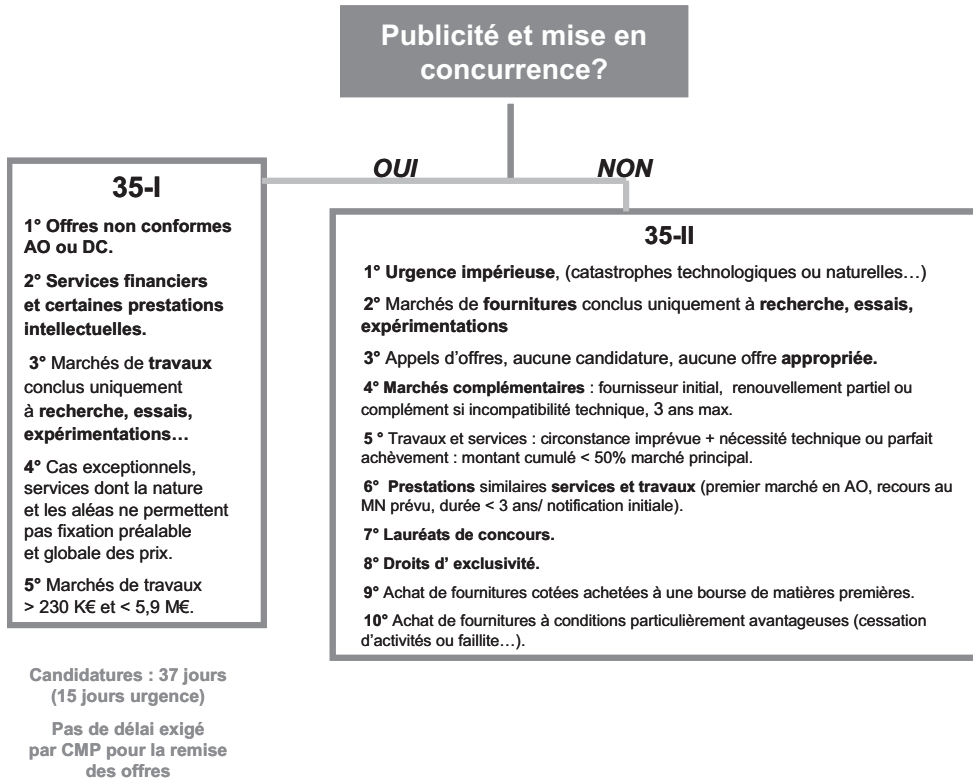 Publicité et mise en
concurrence?
OUI
NON
35-I
1° Offres non conformes
AO ou DC.
2° Services financiers
et certaines prestations
intellectuelles.
3° Marchés de travaux
conclus uniquement
à recherche, essais,
expérimentations…
4° Cas exceptionnels,
services dont la nature
et les aléas ne permettent
pas fixation préalable
et globale des prix.
5° Marchés de travaux
> 230 K€ et < 5,9 M€.
35-II
1° Urgence impérieuse, (catastrophes technologiques ou naturelles…)
2° Marchés de fournitures conclus uniquement à recherche, essais,
expérimentations
3° Appels d’offres, aucune candidature, aucune offre appropriée.
4° Marchés complémentaires : fournisseur initial, renouvellement partiel ou
complément si incompatibilité technique, 3 ans max.
5 ° Travaux et services : circonstance imprévue + nécessité technique ou parfait
achèvement : montant cumulé < 50% marché principal.
6° Prestations similaires services et travaux (premier marché en AO, recours au
MN prévu, durée < 3 ans/ notification initiale).
7° Lauréats de concours.
8° Droits d’ exclusivité.
9° Achat de fournitures cotées achetées à une bourse de matières premières.
10° Achat de fournitures à conditions particulièrement avantageuses (cessation
d’activités ou faillite…).
Candidatures : 37 jours
(15 jours urgence)
Pas de délai exigé
par CMP pour la remise
des offres